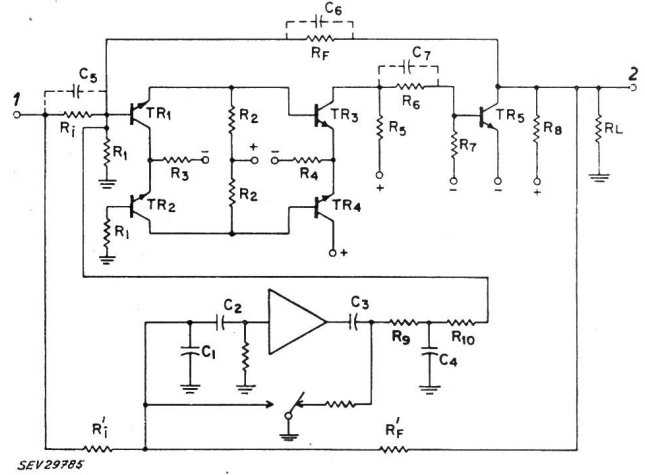 C6
RF
C5
C7
1
2
Ri
TR1
R2
TR3
R6
TR5
R1
R5
R7
R8
RL
R3
−
+
−
R4
R2
TR2
TR4
R1
+
+
−
−
+
C2
C3
C1
R9
R10
C4
R'i
R'F
SEV29785